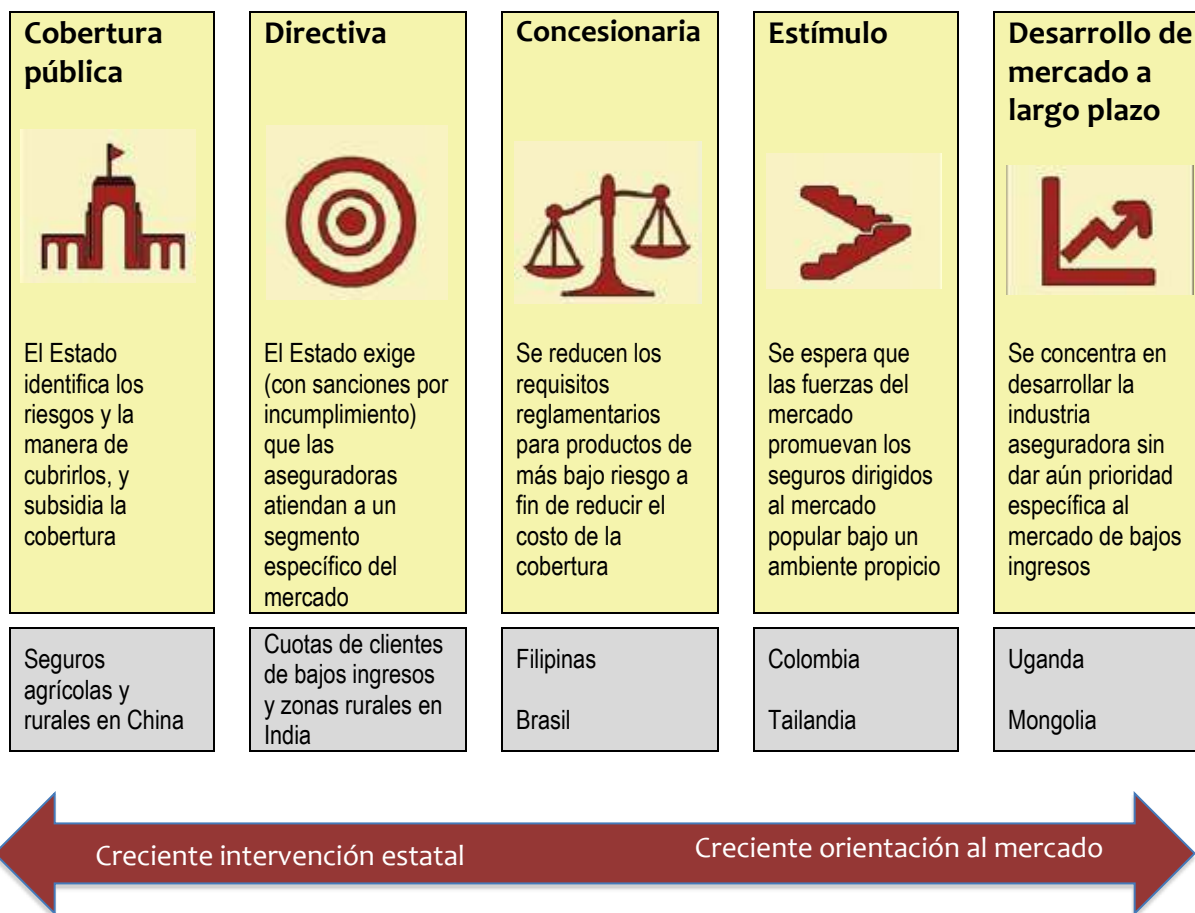 Cobertura
pública
El Estado
identifica los
riesgos y la
manera de
cubrirlos, y
subsidia la
cobertura
Seguros
agrícolas y
rurales en China
Directiva
El Estado exige
(con sanciones por
incumplimiento)
que las
aseguradoras
atiendan a un
segmento
específico del
mercado
Cuotas de clientes
de bajos ingresos
y zonas rurales en
India
Concesionaria
Se reducen los
requisitos
reglamentarios
para productos de
más bajo riesgo a
fin de reducir el
costo de la
cobertura
Filipinas
Brasil
Estímulo
Se espera que
las fuerzas del
mercado
promuevan los
seguros dirigidos
al mercado
popular bajo un
ambiente propicio
Colombia
Tailandia
Desarrollo de
mercado a
largo plazo
Se concentra en
desarrollar la
industria
aseguradora sin
dar aún prioridad
específica al
mercado de bajos
ingresos
Uganda
Mongolia
Creciente intervención estatal
Creciente orientación al mercado